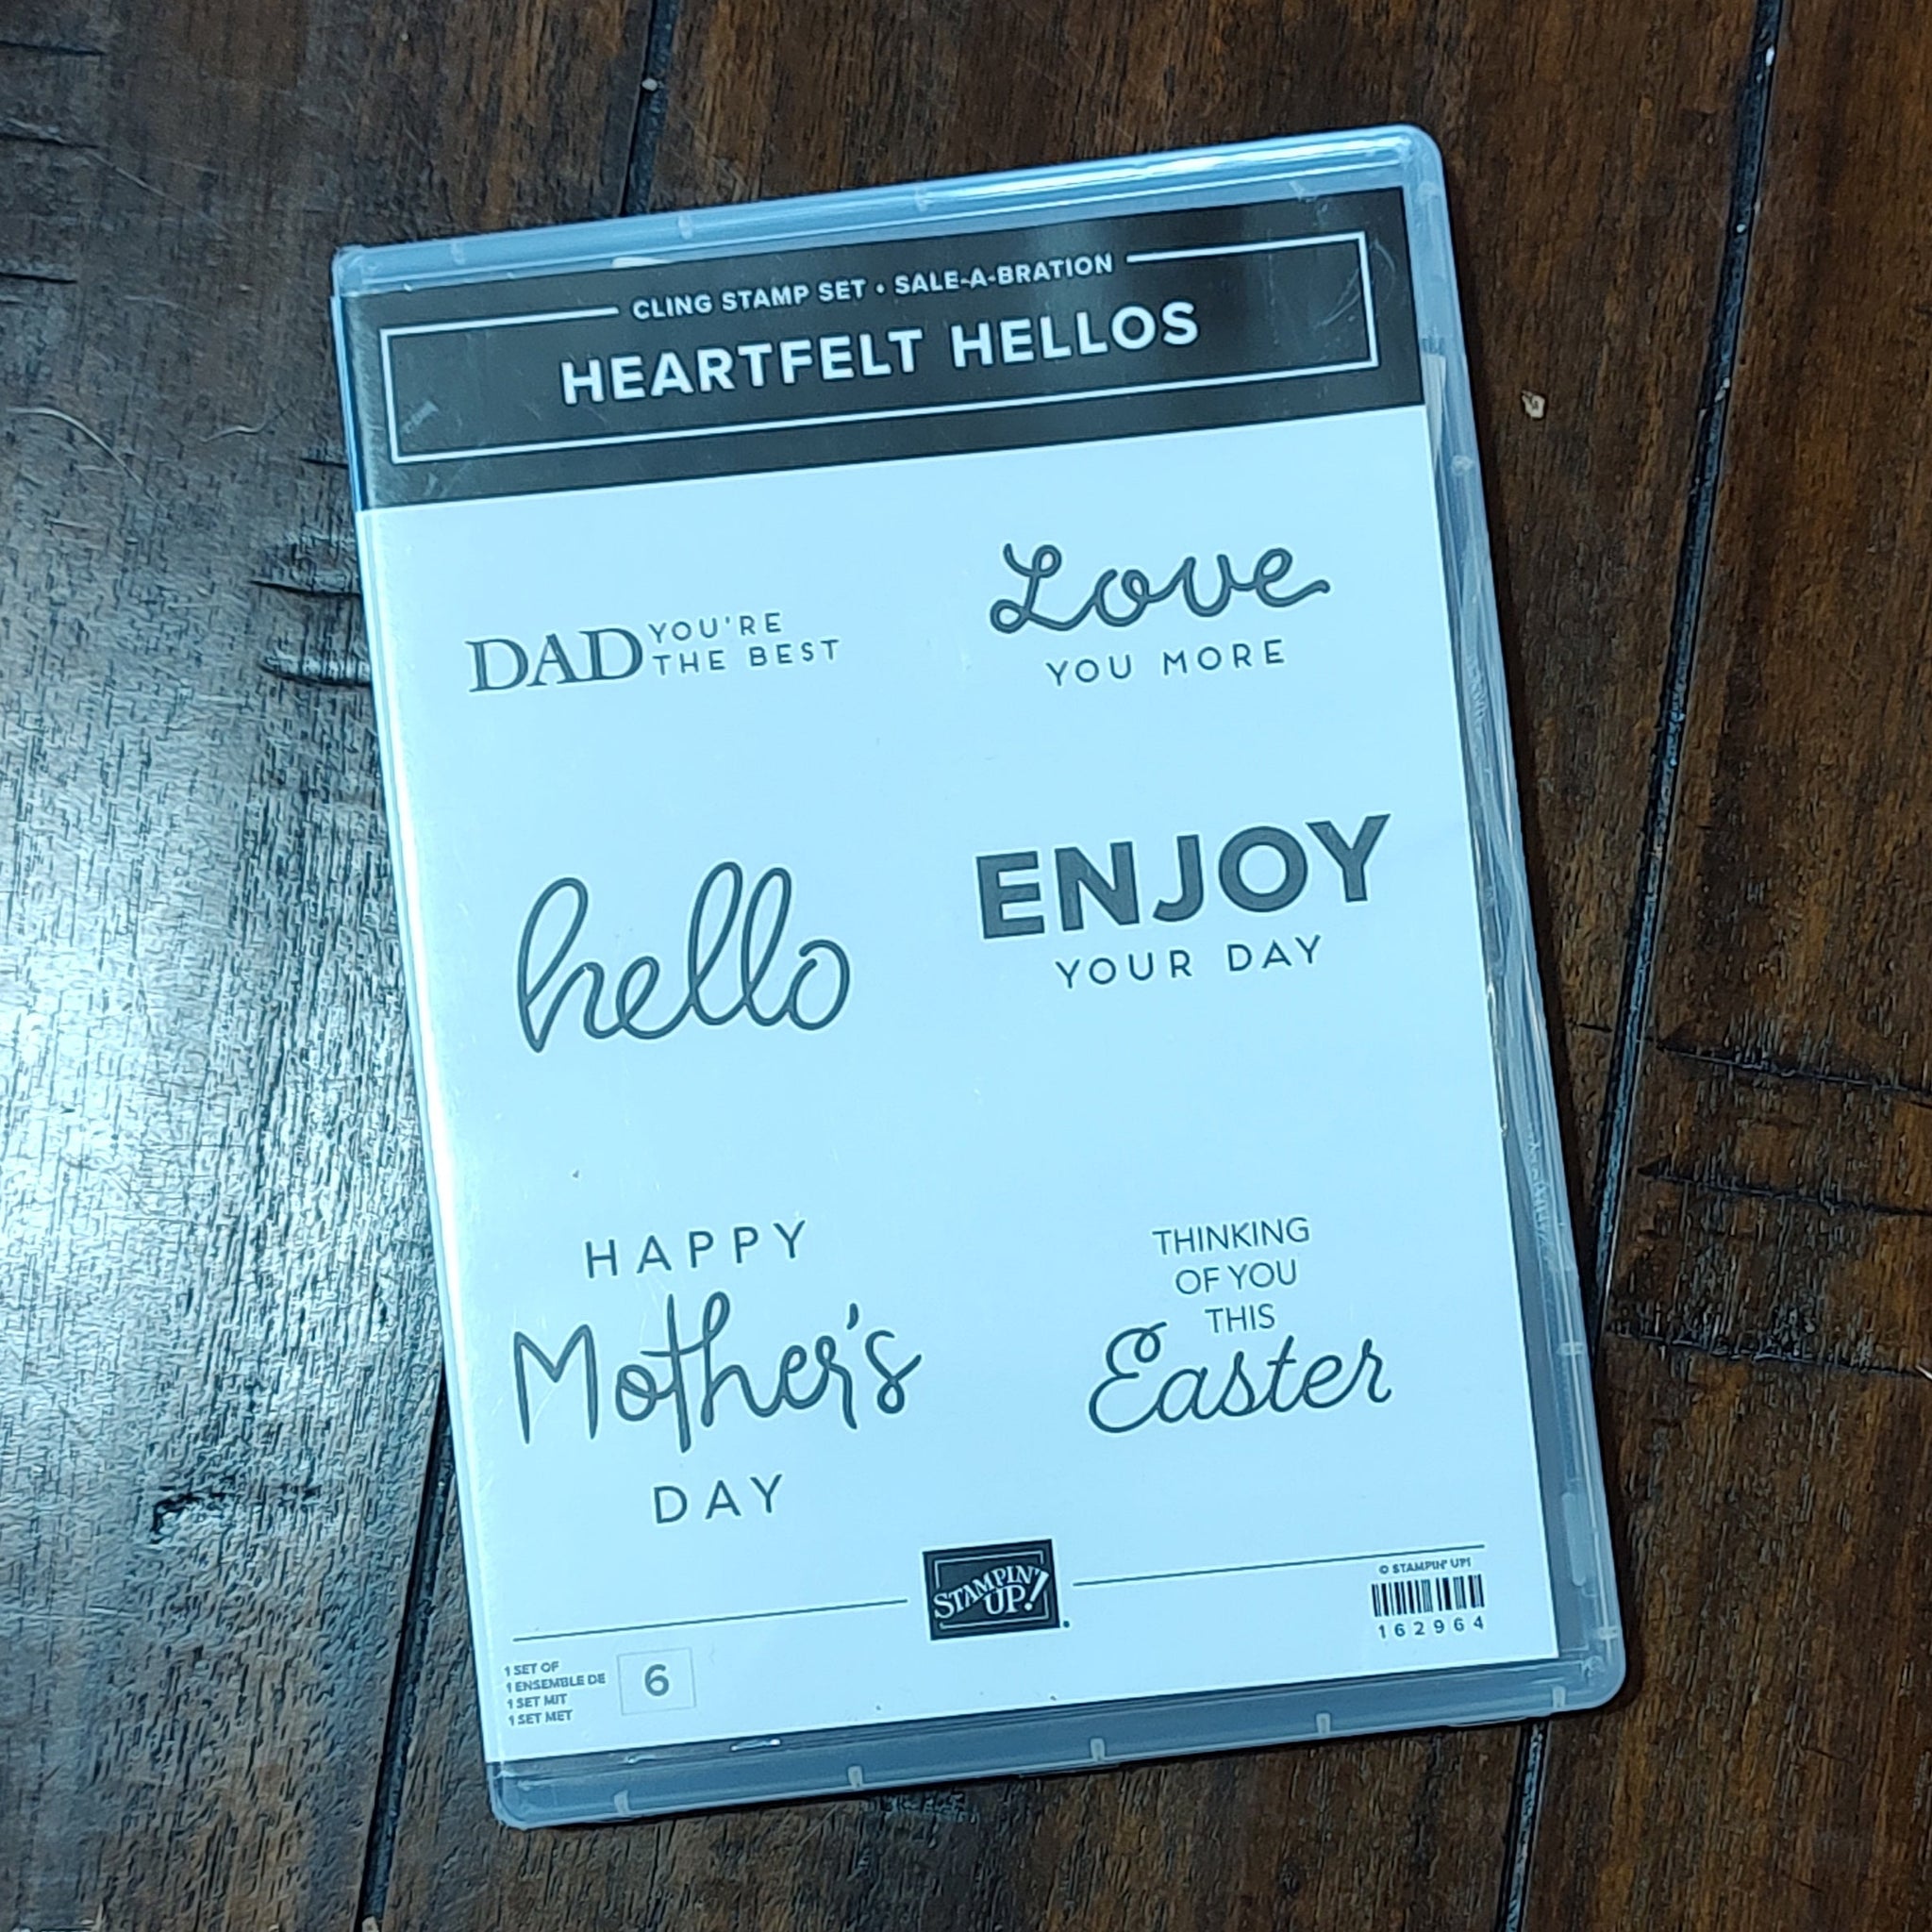 CLING STAMP SET • SALE-A-BRATION
HEARTFELT HELLOS
DAD YOU'RE
THE BEST
Love
YOU MORE
hello
ENJOY
YOUR DAY
HAPPY
Mother's
DAY
THINKING
OF YOU
THIS
Easter
STAMPIN'
UP!
© STAMPIN' UP!
162964
1 SET OF
1 ENSEMBLE DE
1 SET MIT
1 SET MET
6